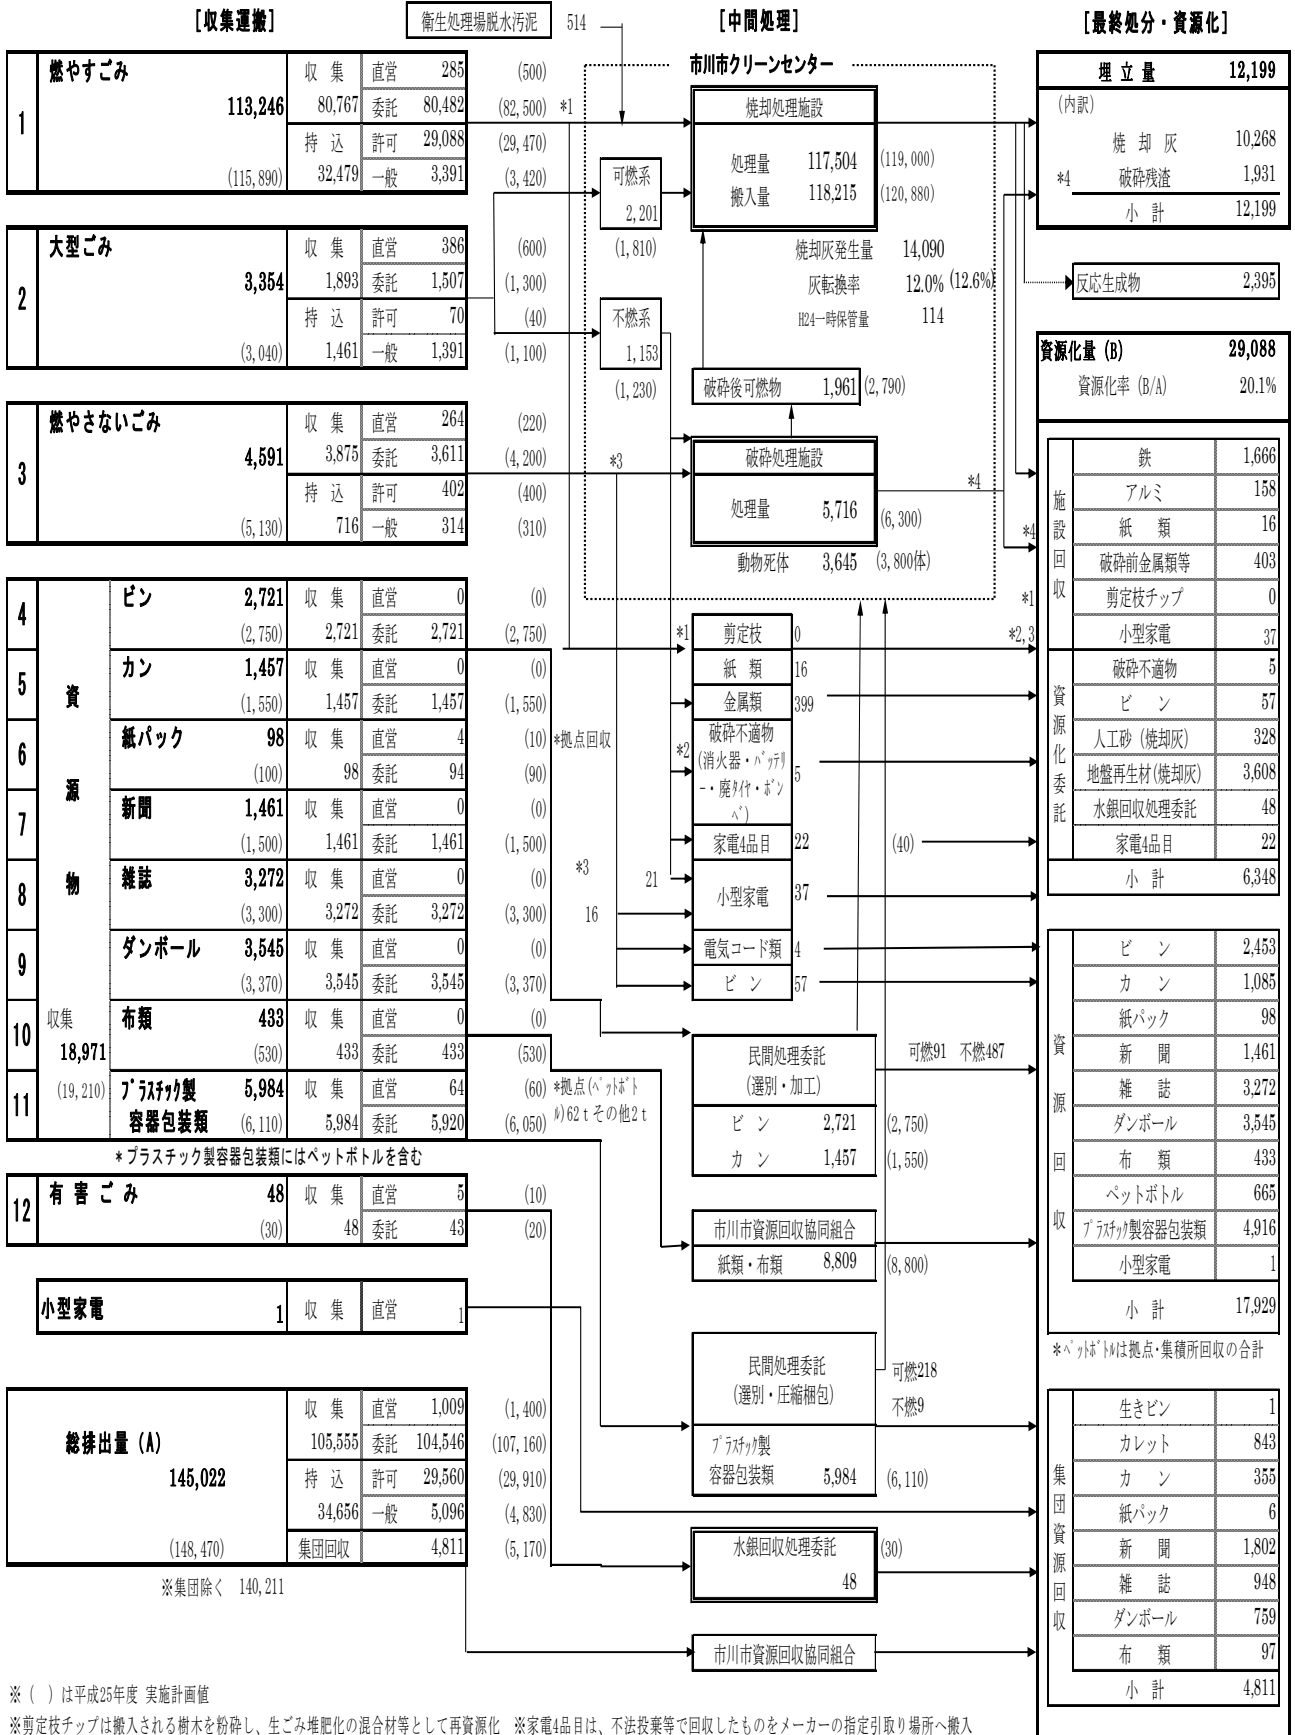 [収集運搬]
衛生処理場脱水汚泥 514
[中間処理]
[最終処分・資源化]
1
燃やすごみ
113,246
(115,890)
収 集 直営 285 (500)
80,767 委託 80,482 (82,500) *1
持 込 許可 29,088 (29,470)
32,479 一般 3,391 (3,420)
2
大型ごみ
3,354
(3,040)
収 集 直営 386 (600)
1,893 委託 1,507 (1,300)
持 込 許可 70 (40)
1,461 一般 1,391 (1,100)
3
燃やさないごみ
4,591
(5,130)
収 集 直営 264 (220)
3,875 委託 3,611 (4,200) *3
持 込 許可 402 (400)
716 一般 314 (310)
資源物
収集
18,971
(19,210)
4 ビン 2,721 収 集 直営 0 (0)
(2,750) 2,721 委託 2,721 (2,750)
5 カン 1,457 収 集 直営 0 (0)
(1,550) 1,457 委託 1,457 (1,550)
6 紙パック 98 収 集 直営 4 (10) *拠点回収
(100) 98 委託 94 (90)
7 新聞 1,461 収 集 直営 0 (0)
(1,500) 1,461 委託 1,461 (1,500)
8 雑誌 3,272 収 集 直営 0 (0)
(3,300) 3,272 委託 3,272 (3,300)
9 ダンボール 3,545 収 集 直営 0 (0)
(3,370) 3,545 委託 3,545 (3,370)
10 布類 433 収 集 直営 0 (0)
(530) 433 委託 433 (530)
11 プラスチック製 5,984 収 集 直営 64 (60) *拠点(ペットボト
容器包装類 (6,110) 5,984 委託 5,920 (6,050) ル)62tその他2t
*プラスチック製容器包装類にはペットボトルを含む
12 有害ごみ 48 収 集 直営 5 (10)
(30) 48 委託 43 (20)
小型家電 1 収 集 直営 1
総排出量 (A)
145,022
(148,470)
収 集 直営 1,009 (1,400)
105,555 委託 104,546 (107,160)
持 込 許可 29,560 (29,910)
34,656 一般 5,096 (4,830)
集団回収 4,811 (5,170)
※集団除く 140,211
市川市クリーンセンター
可燃系
2,201
(1,810)
不燃系
1,153
(1,230)
焼却処理施設
処理量 117,504 (119,000)
搬入量 118,215 (120,880)
焼却灰発生量 14,090
灰転換率 12.0% (12.6%)
H24一時保管量 114
破砕後可燃物 1,961 (2,790)
破砕処理施設
処理量 5,716 (6,300)
*4
動物死体 3,645 (3,800体)
*1 剪定枝 0
紙 類 16
金属類 399
*2 破砕不適物
(消火器・バッテリ
ー・廃タイヤ・ボン
ベ) 5
家電4品目 22 (40)
*3
21
16
小型家電 37
電気コード類 4
ビ ン 57
民間処理委託
(選別・加工)
可燃91 不燃487
ビ ン 2,721 (2,750)
カ ン 1,457 (1,550)
市川市資源回収協同組合
紙類・布類 8,809 (8,800)
民間処理委託
(選別・圧縮梱包)
可燃218
不燃9
プラスチック製
容器包装類 5,984 (6,110)
水銀回収処理委託 (30)
48
市川市資源回収協同組合
埋立量 12,199
(内訳)
焼 却 灰 10,268
*4 破砕残渣 1,931
小 計 12,199
反応生成物 2,395
資源化量 (B) 29,088
資源化率 (B/A) 20.1%
*4
*1
*2,3
施設回収
鉄 1,666
アルミ 158
紙 類 16
破砕前金属類等 403
剪定枝チップ 0
小型家電 37
資源化委託
破砕不適物 5
ビ ン 57
人工砂 (焼却灰) 328
地盤再生材(焼却灰) 3,608
水銀回収処理委託 48
家電4品目 22
小 計 6,348
資源回収
ビ ン 2,453
カ ン 1,085
紙パック 98
新 聞 1,461
雑 誌 3,272
ダンボール 3,545
布 類 433
ペットボトル 665
プラスチック製容器包装類 4,916
小型家電 1
小 計 17,929
*ペットボトルは拠点・集積所回収の合計
集団資源回収
生きビン 1
カレット 843
カ ン 355
紙パック 6
新 聞 1,802
雑 誌 948
ダンボール 759
布 類 97
小 計 4,811
※( )は平成25年度 実施計画値
※剪定枝チップは搬入される樹木を粉砕し、生ごみ堆肥化の混合材等として再資源化 ※家電4品目は、不法投棄等で回収したものをメーカーの指定引取り場所へ搬入